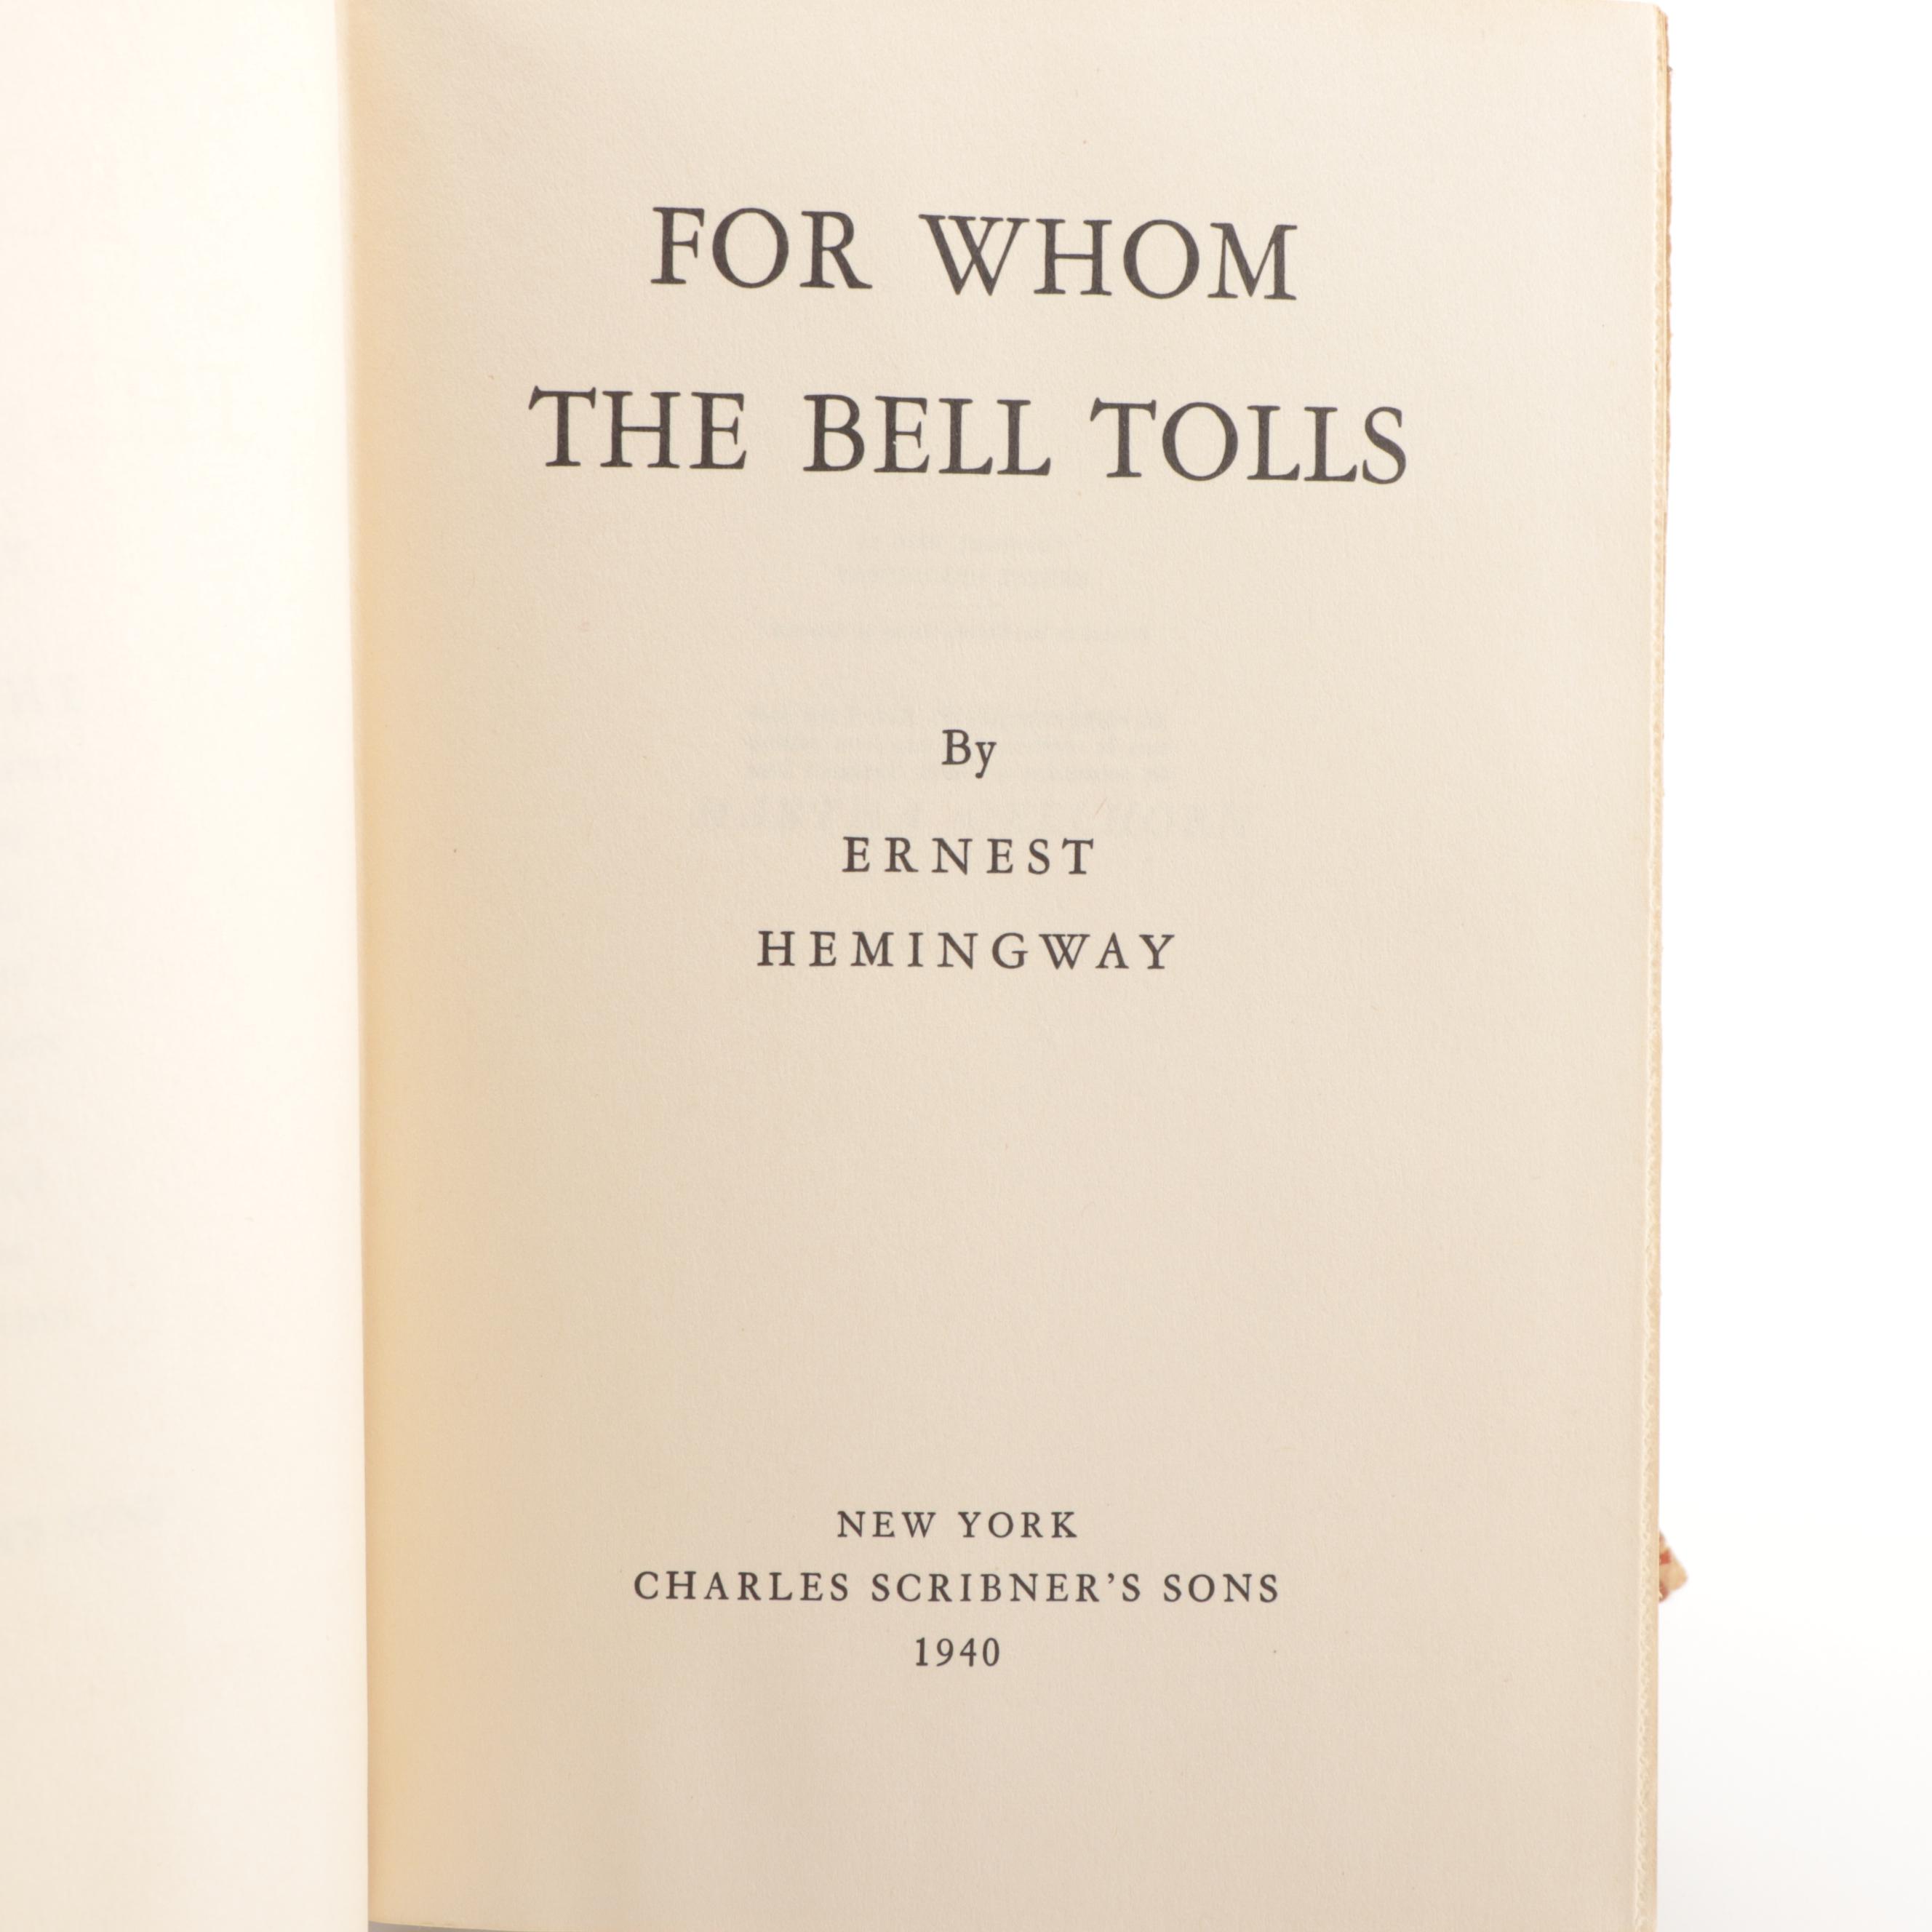 FOR WHOM
THE BELL TOLLS
By
ERNEST
HEMINGWAY
NEW YORK
CHARLES SCRIBNER'S SONS
1940